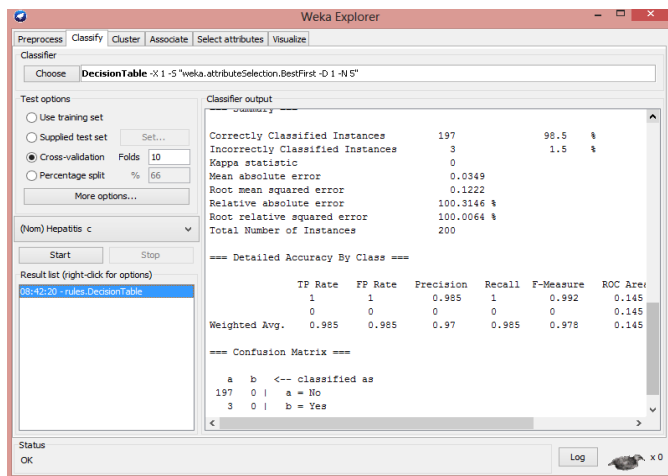 Weka Explorer
Preprocess Classify Cluster Associate Select attributes Visualize
Classifier
Choose DecisionTable -X 1 -S "weka.attributeSelection.BestFirst -D 1 -N 5"
Test options
Use training set
Supplied test set Set...
Cross-validation Folds 10
Percentage split % 66
More options...
(Nom) Hepatitis c
Start Stop
Result list (right-click for options)
08:42:20 - rules.DecisionTable
Classifier output
=== Summary ===
Correctly Classified Instances 197 98.5 %
Incorrectly Classified Instances 3 1.5 %
Kappa statistic 0
Mean absolute error 0.0349
Root mean squared error 0.1222
Relative absolute error 100.3146 %
Root relative squared error 100.0064 %
Total Number of Instances 200
=== Detailed Accuracy By Class ===
TP Rate FP Rate Precision Recall F-Measure ROC Area
1 1 0.985 1 0.992 0.145
0 0 0 0 0 0.145
Weighted Avg. 0.985 0.985 0.97 0.985 0.978 0.145
=== Confusion Matrix ===
a b <-- classified as
197 0 | a = No
3 0 | b = Yes
Status
OK
Log
x 0